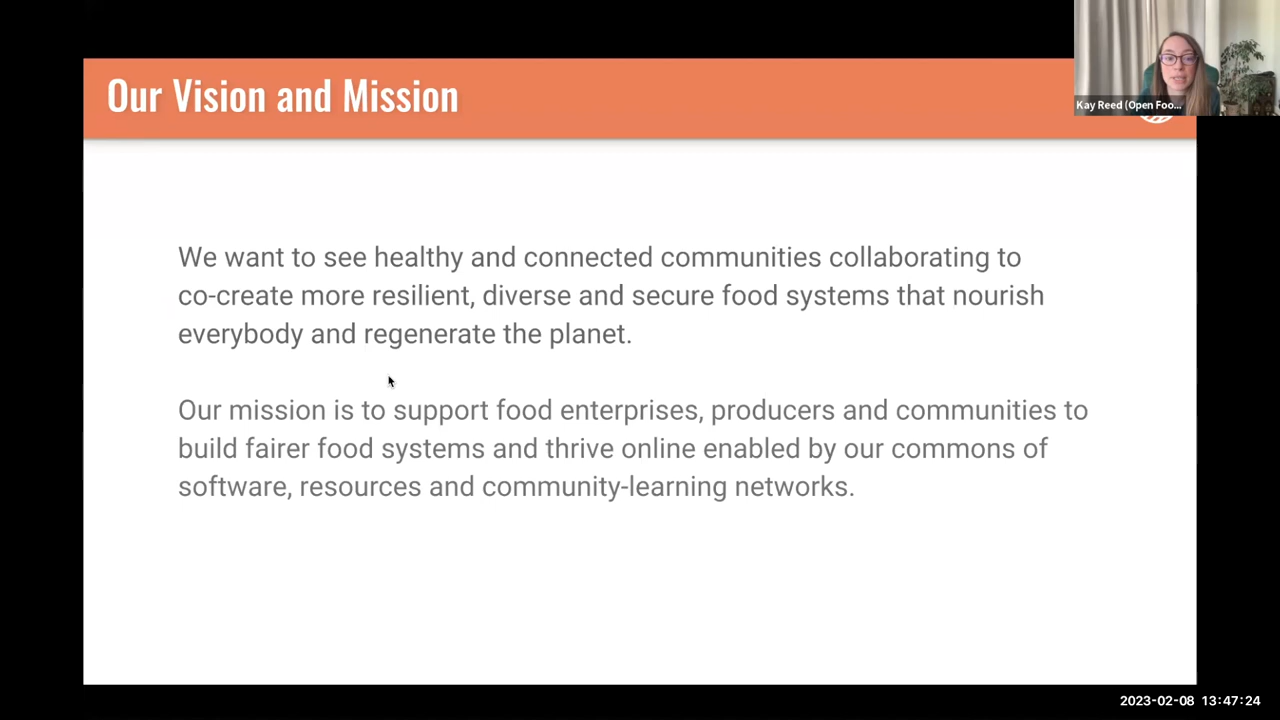 Our Vision and Mission
Kay Reed (Open Foo...
We want to see healthy and connected communities collaborating to
co-create more resilient, diverse and secure food systems that nourish
everybody and regenerate the planet.
Our mission is to support food enterprises, producers and communities to
build fairer food systems and thrive online enabled by our commons of
software, resources and community-learning networks.
2023-02-08 13:47:24